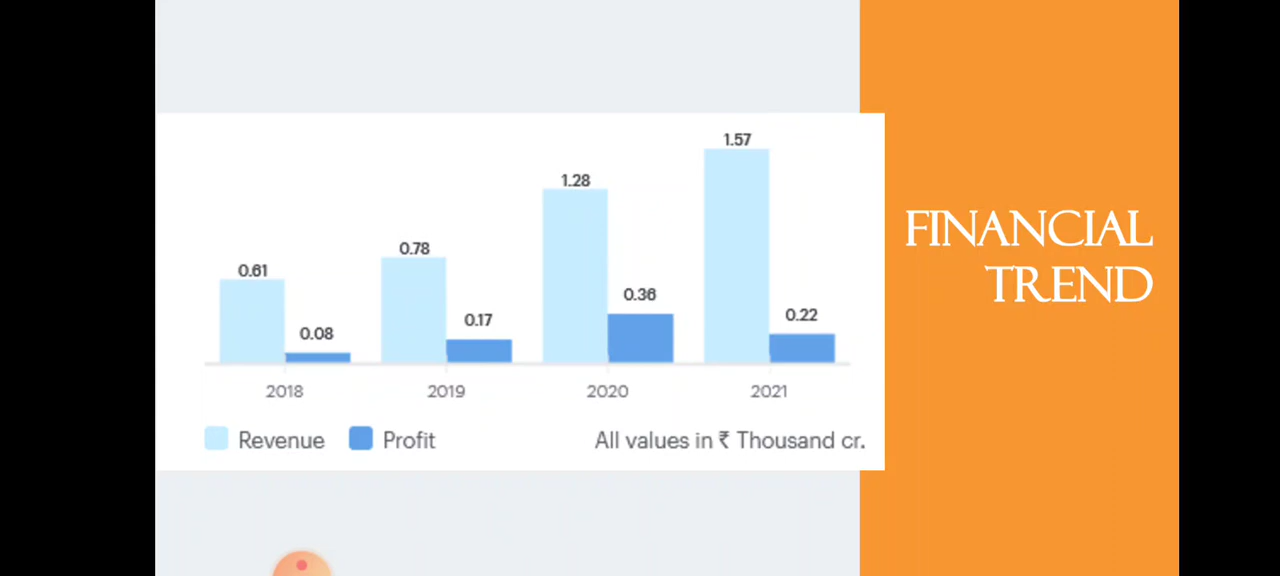 1.57
1.28
0.78
0.61
0.36
0.08
0.17
0.22
2018 2019 2020 2021
Revenue Profit All values in ₹ Thousand cr.
FINANCIAL
TREND